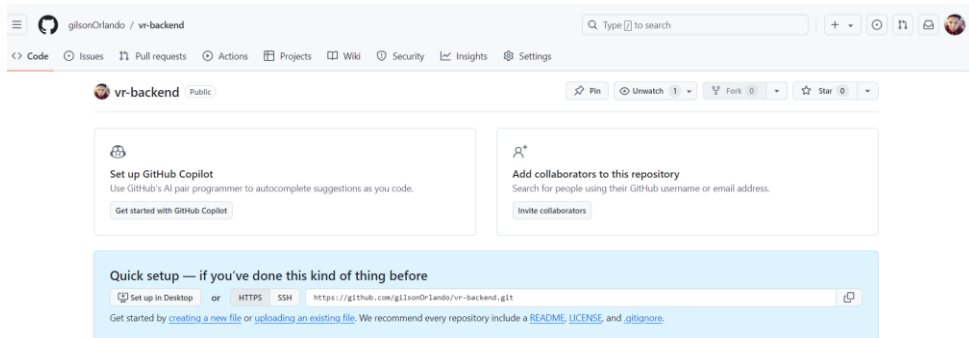 gilsonOrlando / vr-backend
Type / to search
Code Issues Pull requests Actions Projects Wiki Security Insights Settings
vr-backend Public
Pin Unwatch 1 Fork 0 Star 0
Set up GitHub Copilot
Use GitHub's AI pair programmer to autocomplete suggestions as you code.
Get started with GitHub Copilot
Add collaborators to this repository
Search for people using their GitHub username or email address.
Invite collaborators
Quick setup — if you've done this kind of thing before
Set up in Desktop or HTTPS SSH https://github.com/gilsonOrlando/vr-backend.git
Get started by creating a new file or uploading an existing file. We recommend every repository include a README, LICENSE, and .gitignore.